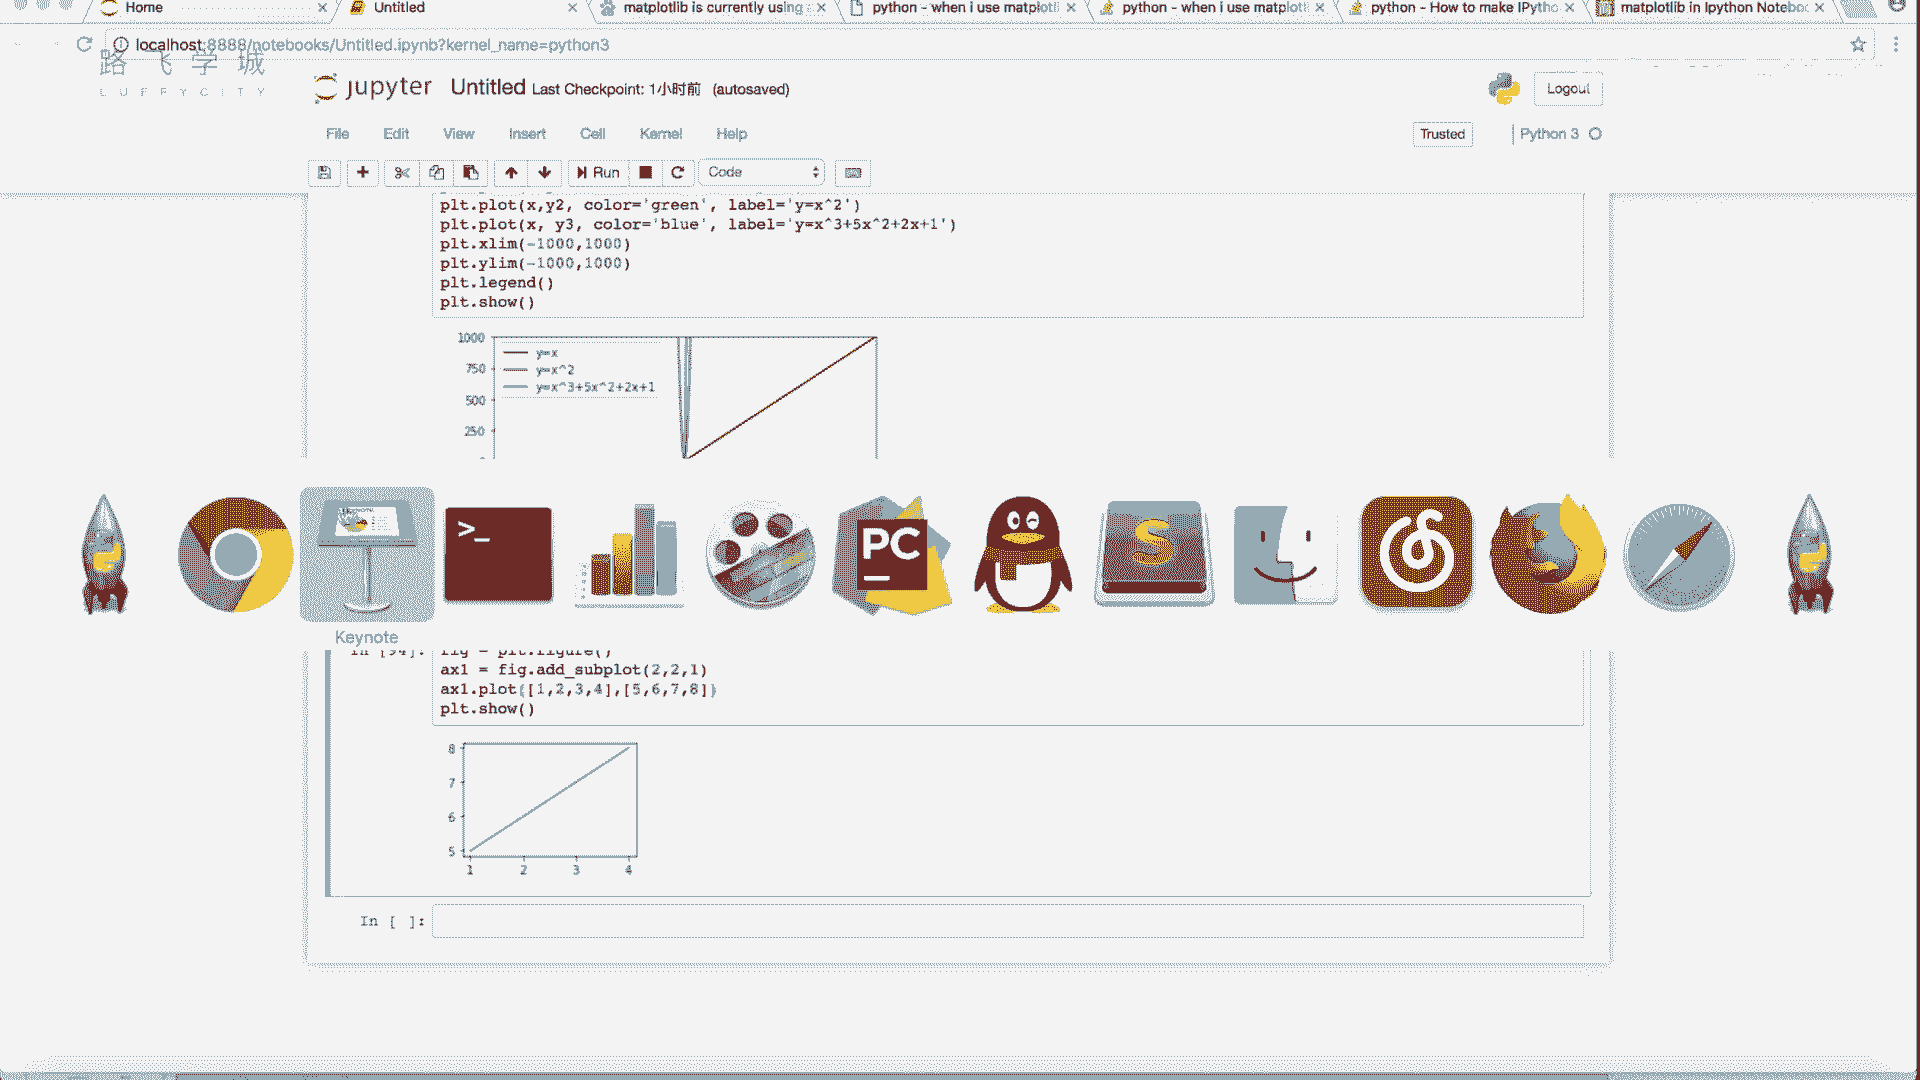 Home
Untitled
matplotlib is currently using
python - when i use matplotl
python - when i use matplotl
python - How to make IPytho
matplotlib in Ipython Noteboo
localhost:8888/notebooks/Untitled.ipynb?kernel_name=python3
路飞学城
LUFFYCITY
jupyter Untitled Last Checkpoint: 1小时前 (autosaved)
Logout
File Edit View Insert Cell Kernel Help
Trusted
Python 3
Run
Code
plt.plot(x,y2, color='green', label='y=x^2')
plt.plot(x, y3, color='blue', label='y=x^3+5x^2+2x+1')
plt.xlim(-1000,1000)
plt.ylim(-1000,1000)
plt.legend()
plt.show()
1000
750
500
250
y=x
y=x^2
y=x^3+5x^2+2x+1
>_
PC
S
Keynote
In [94]: fig = plt.figure()
ax1 = fig.add_subplot(2,2,1)
ax1.plot([1,2,3,4],[5,6,7,8])
plt.show()
8
7
6
5
1 2 3 4
In [ ]: